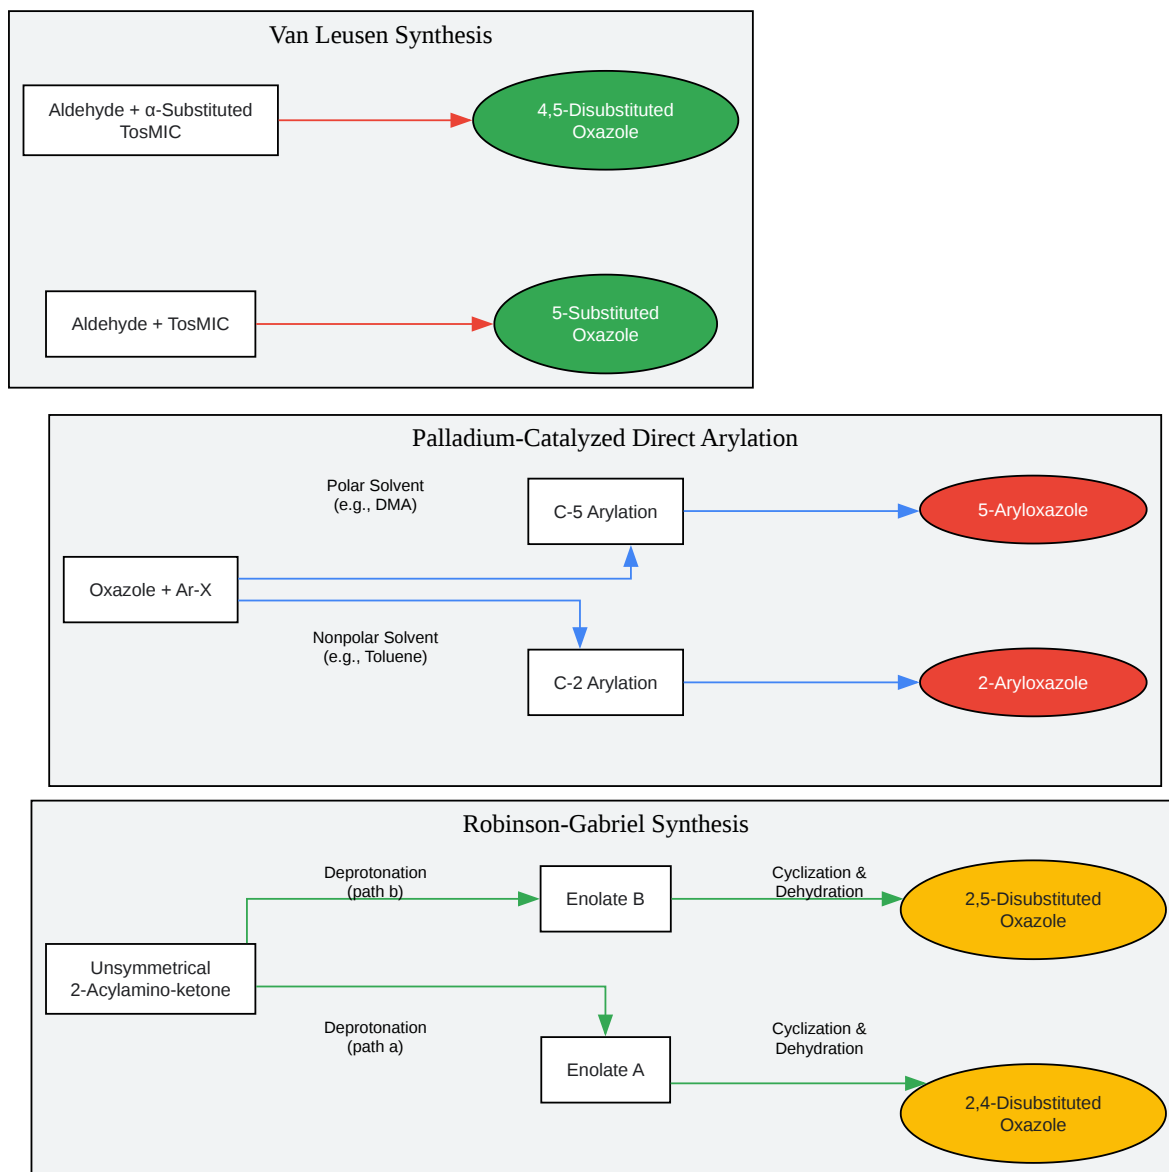 Van Leusen Synthesis
Aldehyde + α-Substituted
TosMIC
4,5-Disubstituted
Oxazole
Aldehyde + TosMIC
5-Substituted
Oxazole
Palladium-Catalyzed Direct Arylation
Polar Solvent
(e.g., DMA)
C-5 Arylation
5-Aryloxazole
Oxazole + Ar-X
Nonpolar Solvent
(e.g., Toluene)
C-2 Arylation
2-Aryloxazole
Robinson-Gabriel Synthesis
Deprotonation
(path b)
Enolate B
Cyclization &
Dehydration
2,5-Disubstituted
Oxazole
Unsymmetrical
2-Acylamino-ketone
Deprotonation
(path a)
Enolate A
Cyclization &
Dehydration
2,4-Disubstituted
Oxazole